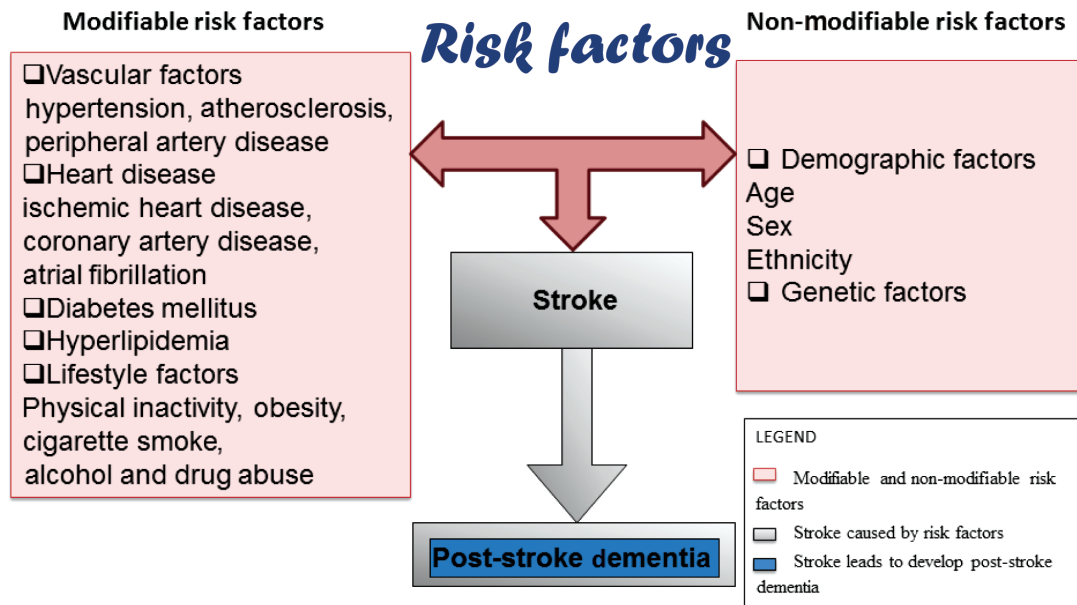 Modifiable risk factors
❑Vascular factors
hypertension, atherosclerosis,
peripheral artery disease
❑Heart disease
ischemic heart disease,
coronary artery disease,
atrial fibrillation
❑Diabetes mellitus
❑Hyperlipidemia
❑Lifestyle factors
Physical inactivity, obesity,
cigarette smoke,
alcohol and drug abuse
Risk factors
Stroke
Post-stroke dementia
Non-modifiable risk factors
❑ Demographic factors
Age
Sex
Ethnicity
❑ Genetic factors
LEGEND
Modifiable and non-modifiable risk
factors
Stroke caused by risk factors
Stroke leads to develop post-stroke
dementia